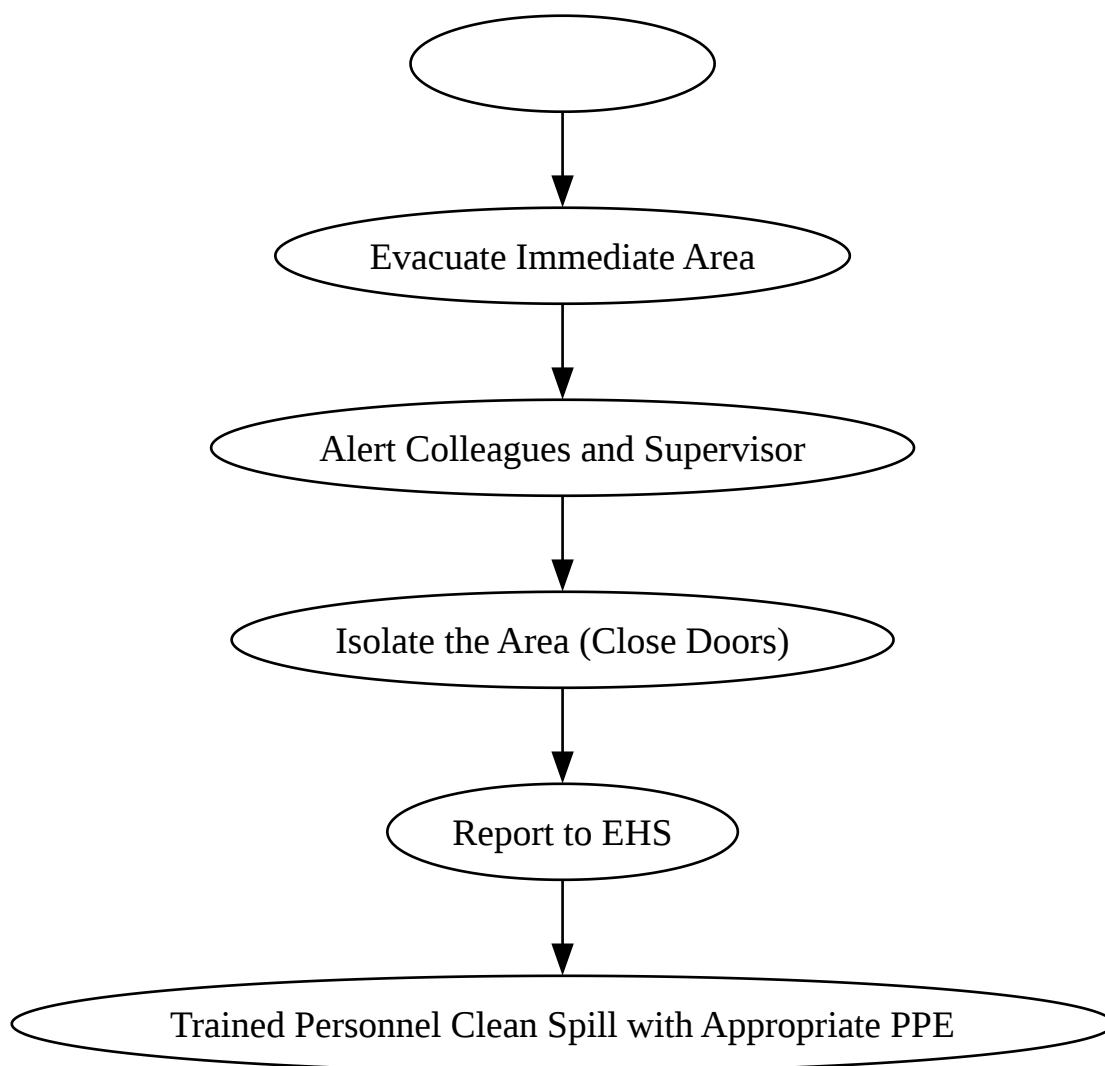 Evacuate Immediate Area
Alert Colleagues and Supervisor
Isolate the Area (Close Doors)
Report to EHS
Trained Personnel Clean Spill with Appropriate PPE